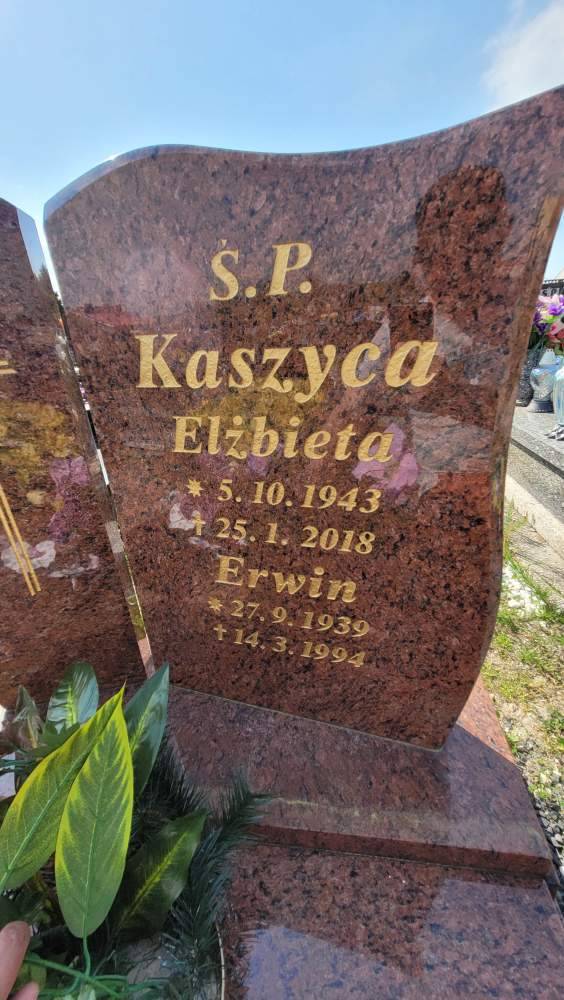 Ś.P.
Kaszyca
Elżbieta
* 5.10.1943
† 25.1.2018
Erwin
* 27.9.1939
† 14.3.1994